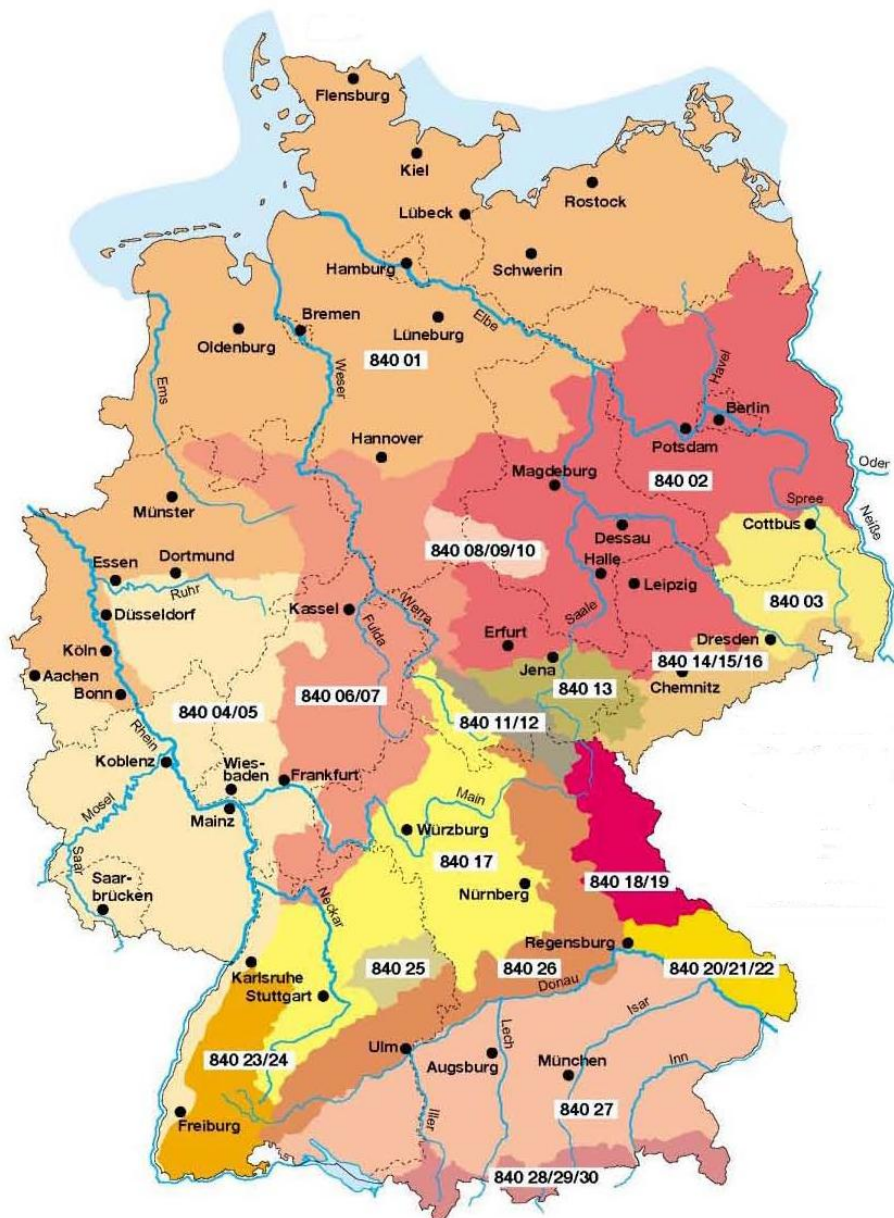 Flensburg
Kiel
Rostock
Lübeck
Hamburg
Schwerin
Bremen
Lüneburg
Elbe
Oldenburg
840 01
Weser
Ems
Havel
Hannover
Berlin
Potsdam
Magdeburg
840 02
Oder
Spree
Neiße
Münster
Cottbus
Dessau
840 08/09/10
Essen
Dortmund
Halle
Ruhr
Leipzig
Düsseldorf
Kassel
Werra
Saale
840 03
Fulda
Erfurt
Dresden
Köln
Jena
840 14/15/16
Aachen
Chemnitz
Bonn
840 06/07
840 13
840 04/05
840 11/12
Rhein
Koblenz
Wies-
baden
Frankfurt
Mosel
Main
Mainz
Würzburg
840 17
Saar
840 18/19
Saar-
brücken
Nürnberg
Neckar
Regensburg
840 25
840 26
840 20/21/22
Karlsruhe
Donau
Stuttgart
Isar
Lech
Ulm
840 23/24
Augsburg
München
Inn
840 27
Freiburg
Iller
840 28/29/30